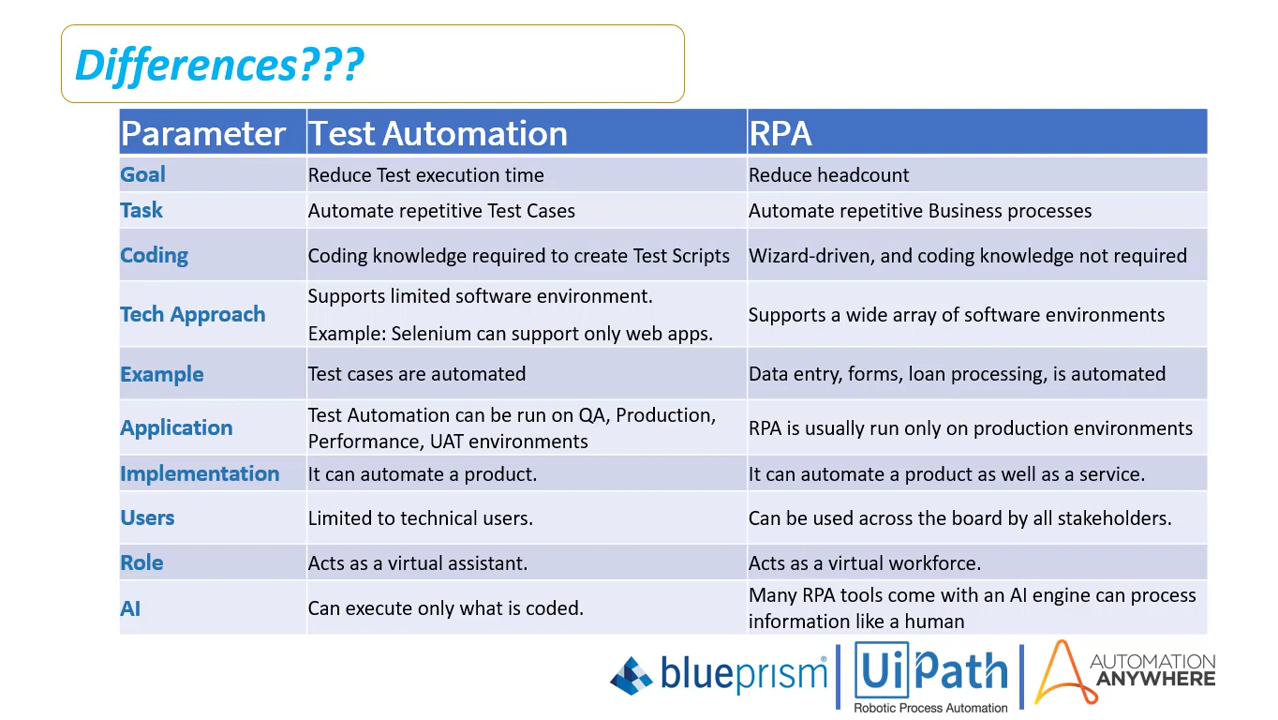 Differences???
Parameter Test Automation RPA
Goal Reduce Test execution time Reduce headcount
Task Automate repetitive Test Cases Automate repetitive Business processes
Coding Coding knowledge required to create Test Scripts Wizard-driven, and coding knowledge not required
Tech Approach Supports limited software environment.
Example: Selenium can support only web apps. Supports a wide array of software environments
Example Test cases are automated Data entry, forms, loan processing, is automated
Application Test Automation can be run on QA, Production,
Performance, UAT environments RPA is usually run only on production environments
Implementation It can automate a product. It can automate a product as well as a service.
Users Limited to technical users. Can be used across the board by all stakeholders.
Role Acts as a virtual assistant. Acts as a virtual workforce.
AI Can execute only what is coded. Many RPA tools come with an AI engine can process
information like a human
blueprism®
UiPath
Robotic Process Automation
AUTOMATION
ANYWHERE